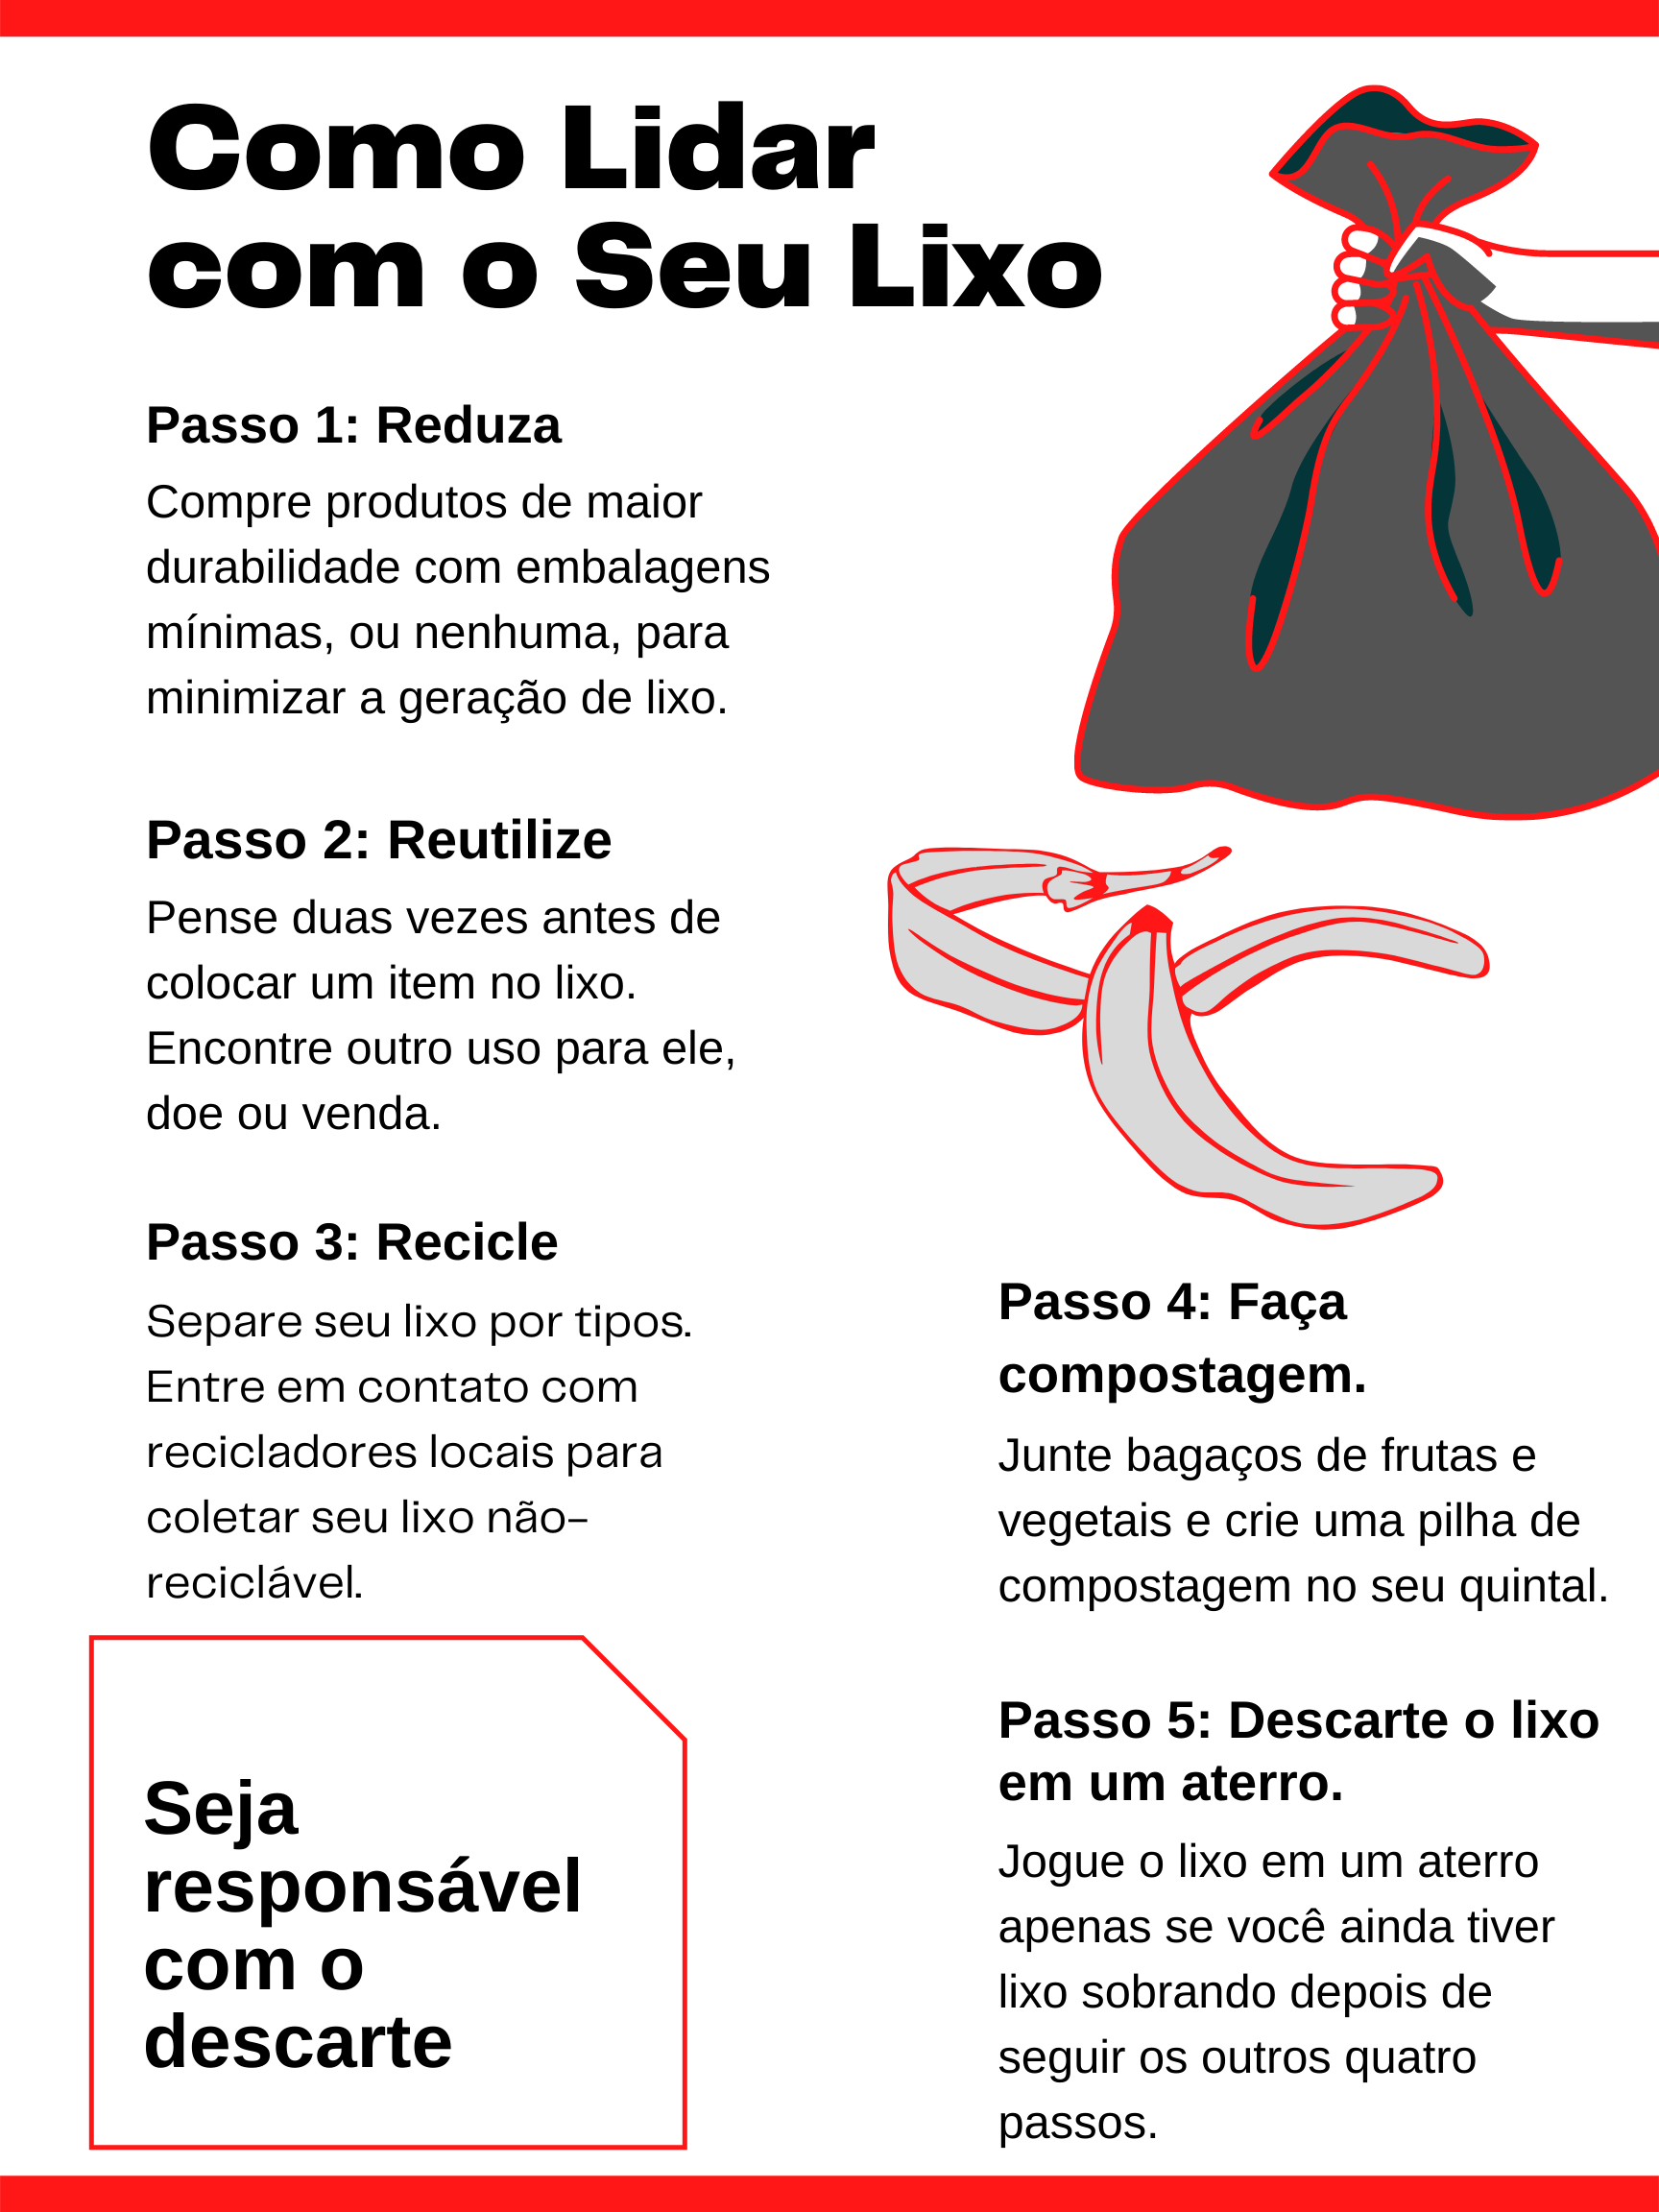 Como Lidar
com o Seu Lixo
Passo 1: Reduza
Compre produtos de maior
durabilidade com embalagens
mínimas, ou nenhuma, para
minimizar a geração de lixo.
Passo 2: Reutilize
Pense duas vezes antes de
colocar um item no lixo.
Encontre outro uso para ele,
doe ou venda.
Passo 3: Recicle
Separe seu lixo por tipos.
Entre em contato com
recicladores locais para
coletar seu lixo não-
reciclável.
Passo 4: Faça
compostagem.
Junte bagaços de frutas e
vegetais e crie uma pilha de
compostagem no seu quintal.
Passo 5: Descarte o lixo
em um aterro.
Jogue o lixo em um aterro
apenas se você ainda tiver
lixo sobrando depois de
seguir os outros quatro
passos.
Seja
responsável
com o
descarte